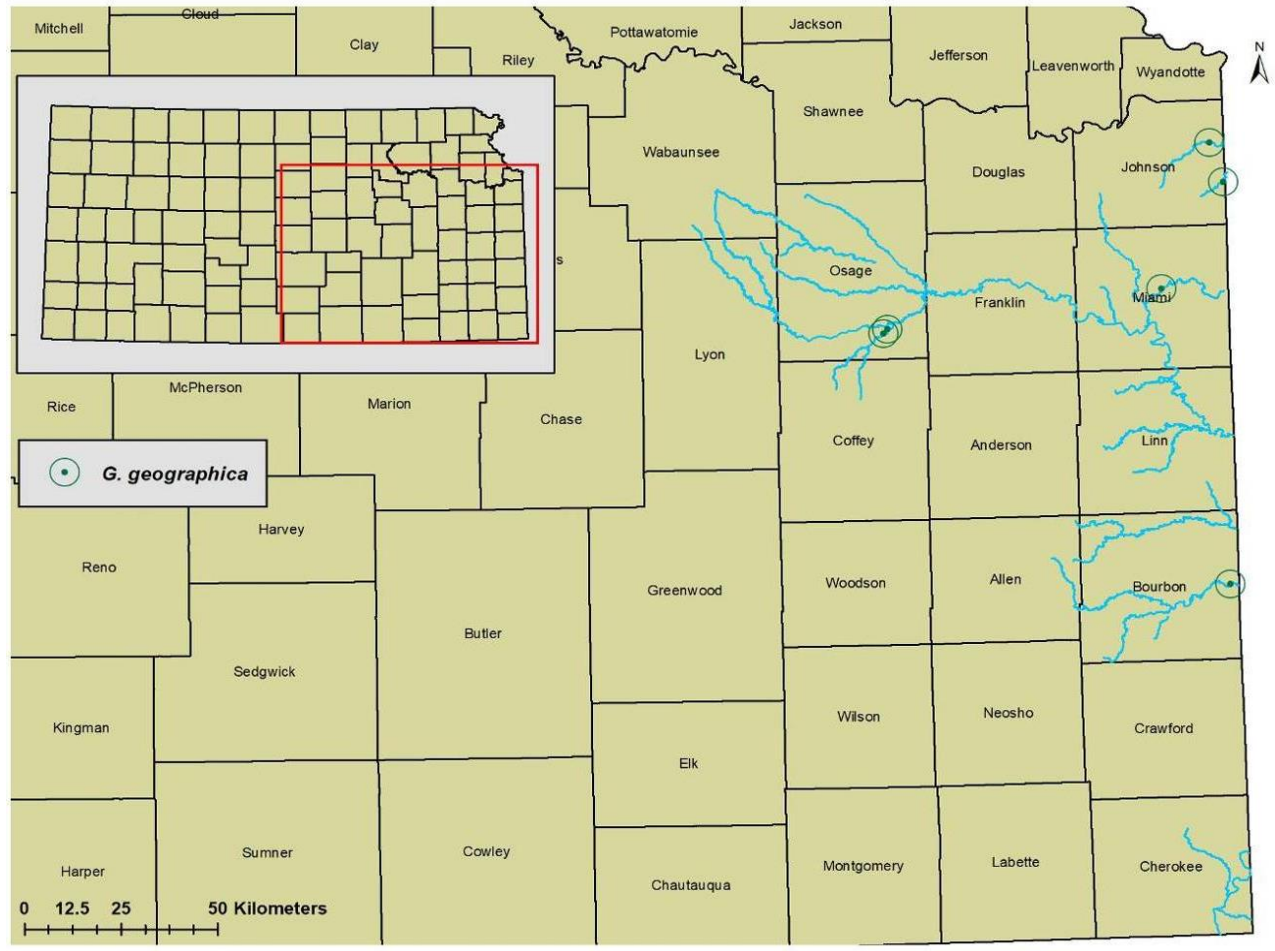 Mitchell
Cloud
Clay
Riley
Pottawatomie
Jackson
Jefferson
Leavenworth
Wyandotte
N
Shawnee
Wabaunsee
Douglas
Johnson
s
Osage
Franklin
Miami
Lyon
Rice
McPherson
Marion
Chase
Coffey
Anderson
Linn
G. geographica
Harvey
Reno
Greenwood
Woodson
Allen
Bourbon
Butler
Sedgwick
Kingman
Wilson
Neosho
Crawford
Elk
Harper
Sumner
Cowley
Chautauqua
Montgomery
Labette
Cherokee
0 12.5 25 50 Kilometers